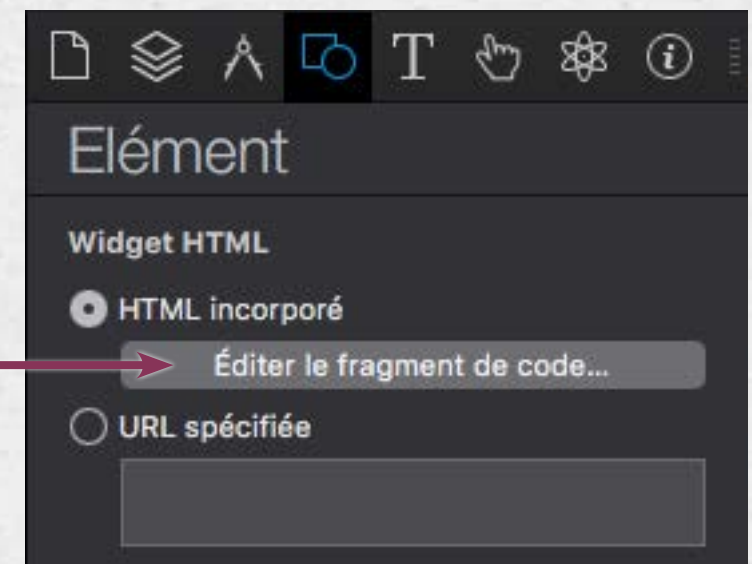 T
i
Elément
Widget HTML
HTML incorporé
Éditer le fragment de code...
URL spécifiée